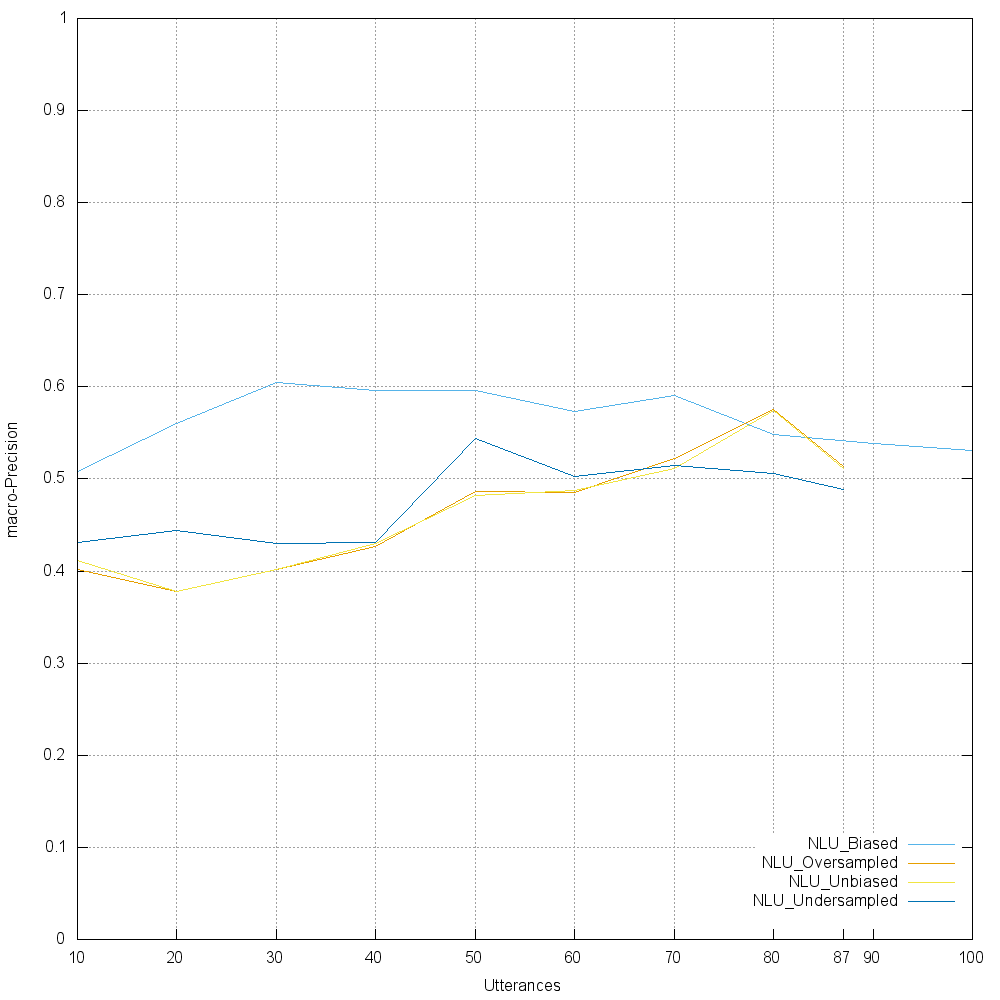 1
0.9
0.8
0.7
0.6
0.5
0.4
0.3
0.2
0.1
0
macro-Precision
NLU_Biased
NLU_Oversampled
NLU_Unbiased
NLU_Undersampled
10 20 30 40 50 60 70 80 87 90 100
Utterances